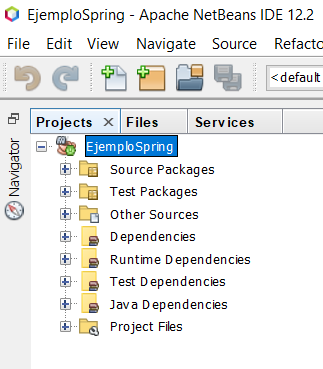 EjemploSpring - Apache NetBeans IDE 12.2
File Edit View Navigate Source Refacto
<default
Projects Files Services
Navigator
EjemploSpring
Source Packages
Test Packages
Other Sources
Dependencies
Runtime Dependencies
Test Dependencies
Java Dependencies
Project Files